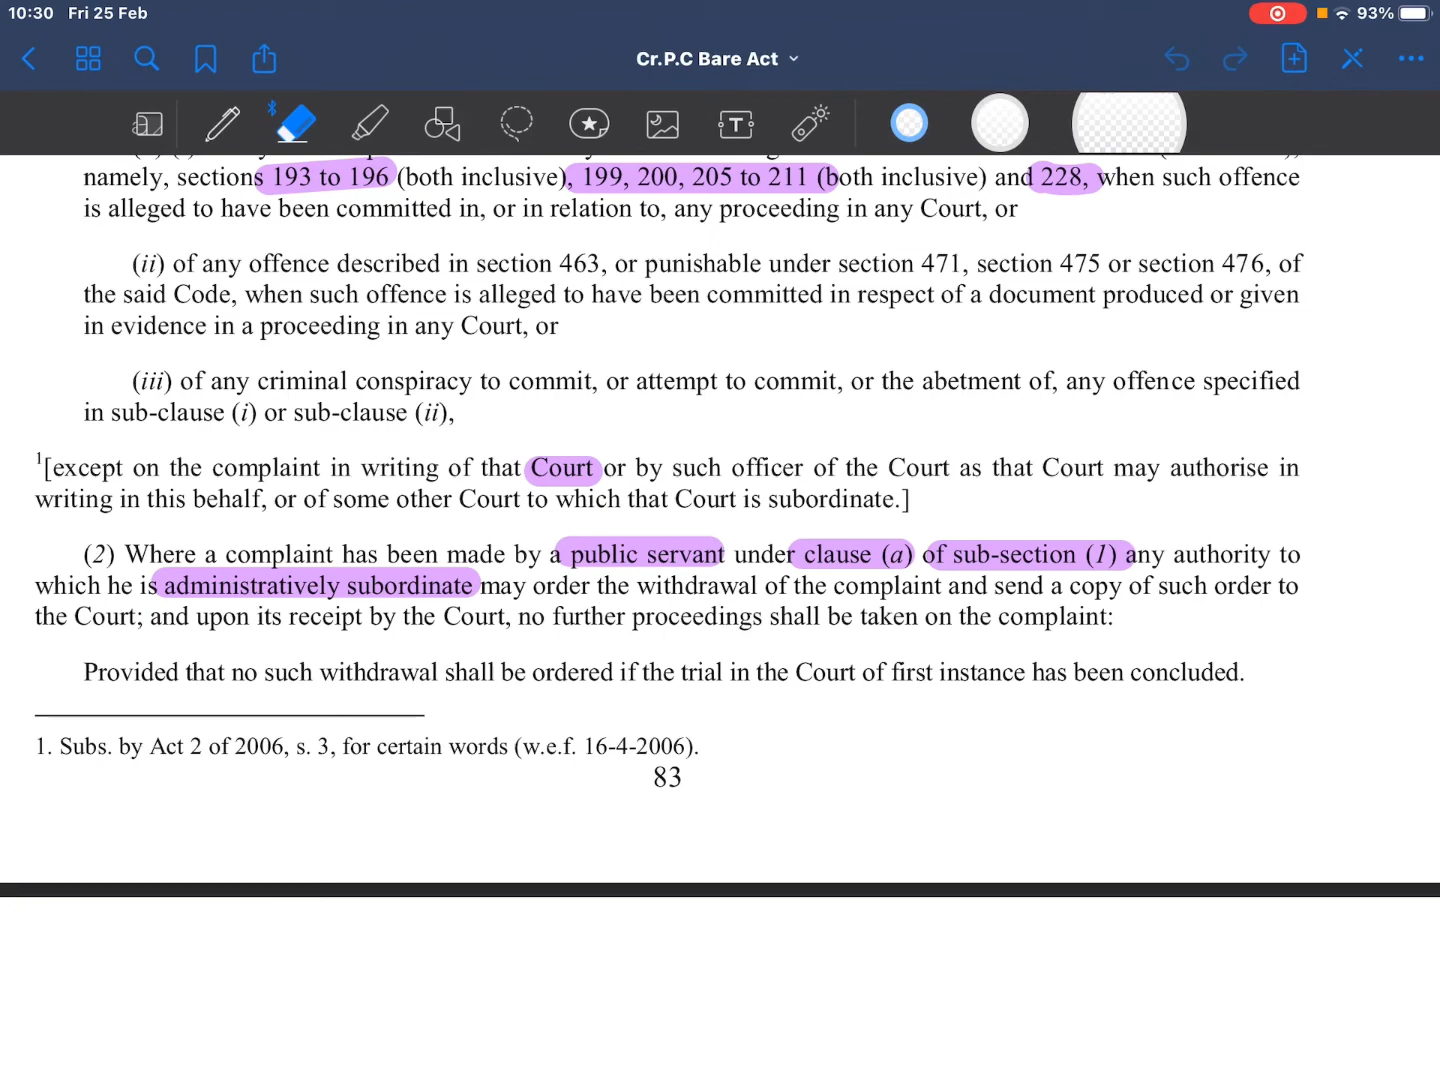 10:30 Fri 25 Feb
93%
Cr.P.C Bare Act
namely, sections 193 to 196 (both inclusive), 199, 200, 205 to 211 (both inclusive) and 228, when such offence
is alleged to have been committed in, or in relation to, any proceeding in any Court, or
(ii) of any offence described in section 463, or punishable under section 471, section 475 or section 476, of
the said Code, when such offence is alleged to have been committed in respect of a document produced or given
in evidence in a proceeding in any Court, or
(iii) of any criminal conspiracy to commit, or attempt to commit, or the abetment of, any offence specified
in sub-clause (i) or sub-clause (ii),
1[except on the complaint in writing of that Court or by such officer of the Court as that Court may authorise in
writing in this behalf, or of some other Court to which that Court is subordinate.]
(2) Where a complaint has been made by a public servant under clause (a) of sub-section (1) any authority to
which he is administratively subordinate may order the withdrawal of the complaint and send a copy of such order to
the Court; and upon its receipt by the Court, no further proceedings shall be taken on the complaint:
Provided that no such withdrawal shall be ordered if the trial in the Court of first instance has been concluded.
1. Subs. by Act 2 of 2006, s. 3, for certain words (w.e.f. 16-4-2006).
83